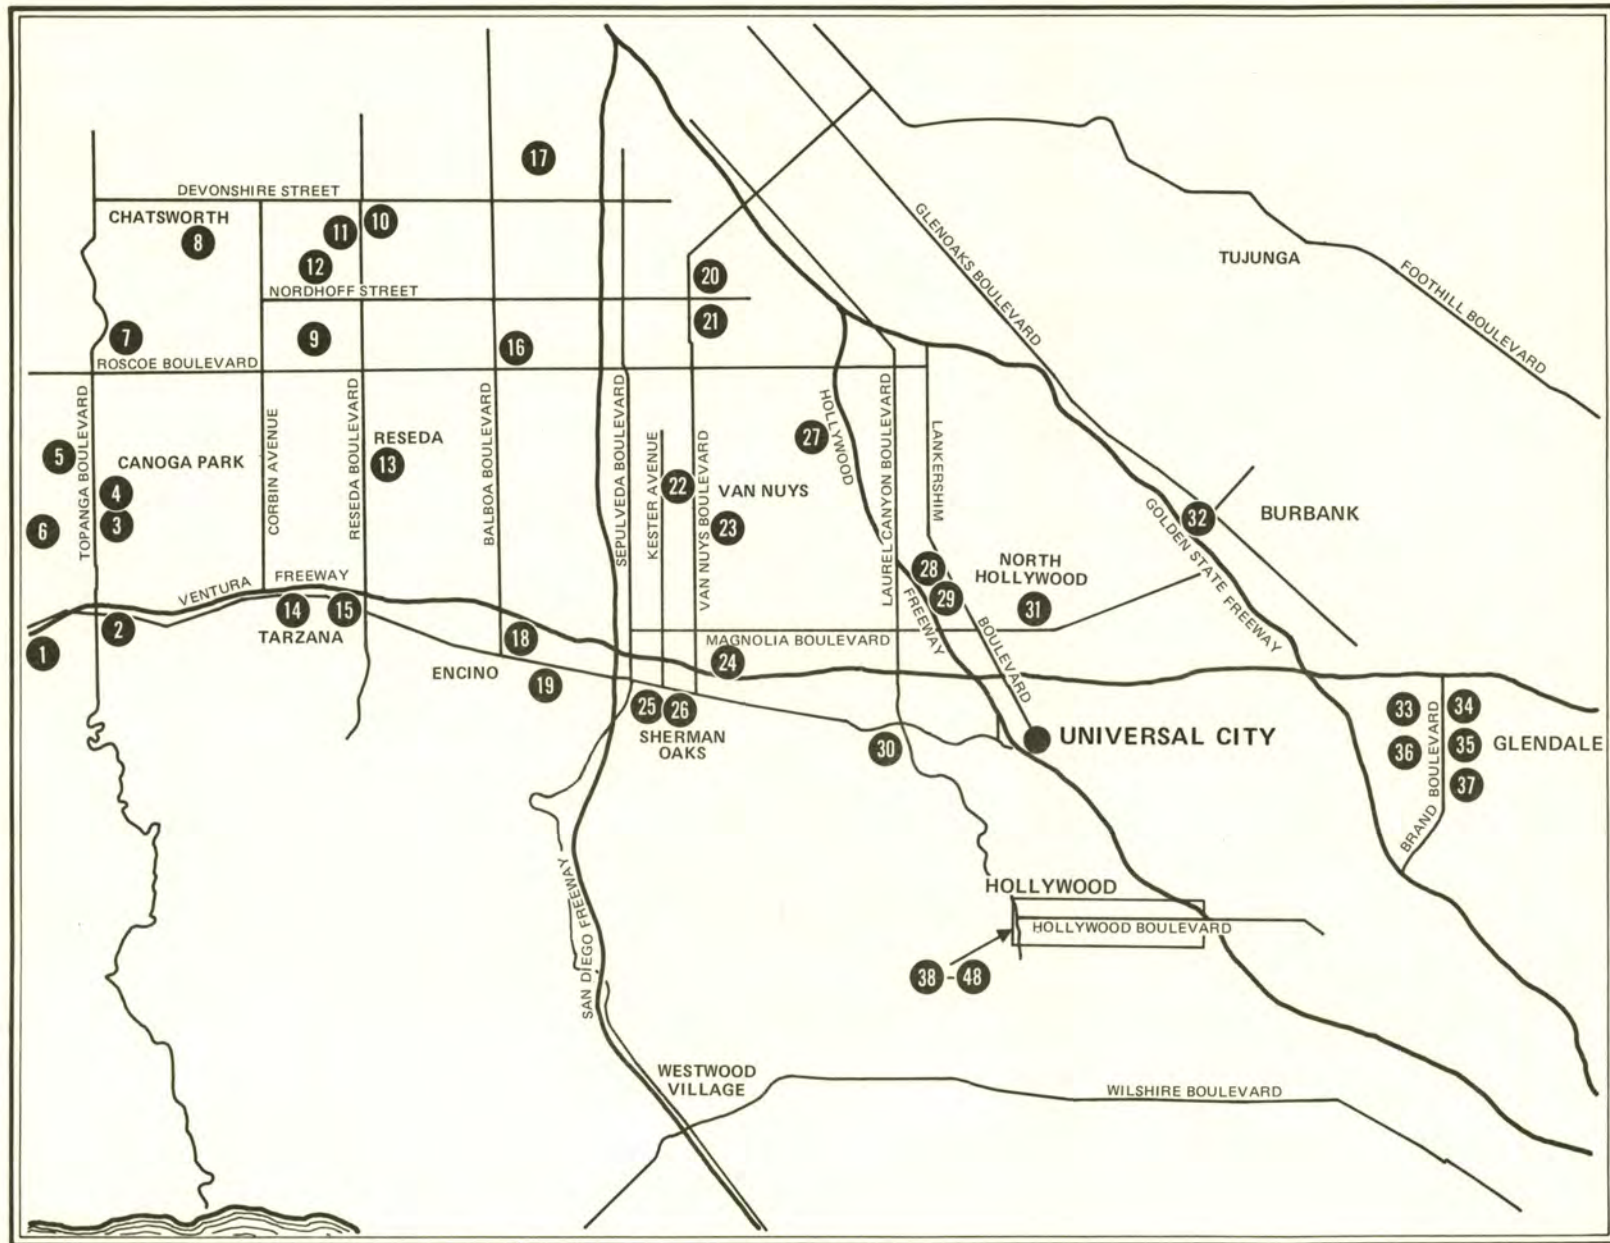 17
DEVONSHIRE STREET
CHATSWORTH
8
10
11
12
NORDHOFF STREET
20
21
GLENOAKS BOULEVARD
TUJUNGA
FOOTHILL BOULEVARD
7
9
16
ROSCOE BOULEVARD
TOPANGA BOULEVARD
CORBIN AVENUE
RESEDA BOULEVARD
BALBOA BOULEVARD
SEPULVEDA BOULEVARD
KESTER AVENUE
VAN NUYS BOULEVARD
HOLLYWOOD
FREEWAY
LAUREL CANYON BOULEVARD
LANKERSHIM
BOULEVARD
5
CANOGA PARK
4
3
6
RESEDA
13
22
VAN NUYS
23
27
28
29
NORTH
HOLLYWOOD
31
32
BURBANK
GOLDEN STATE FREEWAY
VENTURA FREEWAY
1
2
14
15
TARZANA
18
ENCINO
19
MAGNOLIA BOULEVARD
24
25
26
SHERMAN
OAKS
30
UNIVERSAL CITY
33
34
36
35
37
BRAND BOULEVARD
GLENDALE
SAN DIEGO FREEWAY
HOLLYWOOD
HOLLYWOOD BOULEVARD
38 - 48
WESTWOOD
VILLAGE
WILSHIRE BOULEVARD